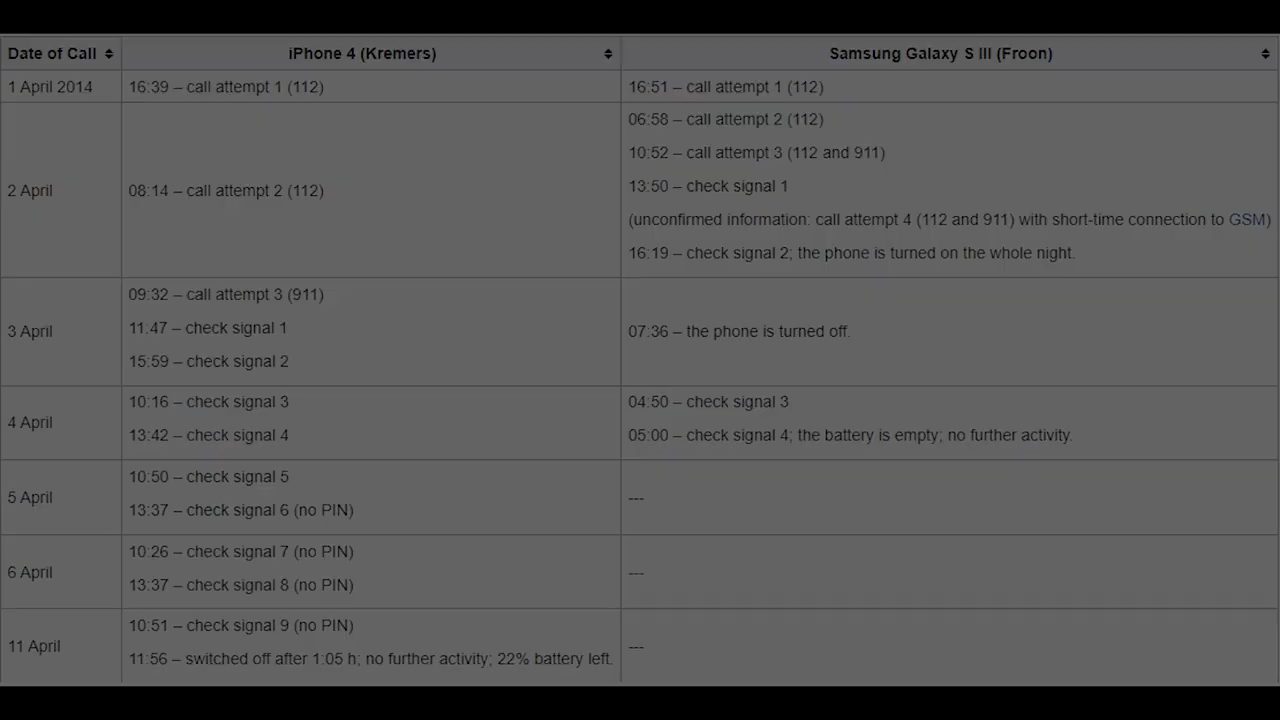 Date of Call iPhone 4 (Kremers) Samsung Galaxy S III (Froon)
1 April 2014 16:39 – call attempt 1 (112) 16:51 – call attempt 1 (112)
2 April 08:14 – call attempt 2 (112) 06:58 – call attempt 2 (112)
10:52 – call attempt 3 (112 and 911)
13:50 – check signal 1
(unconfirmed information: call attempt 4 (112 and 911) with short-time connection to GSM)
16:19 – check signal 2; the phone is turned on the whole night.
3 April 09:32 – call attempt 3 (911)
11:47 – check signal 1
15:59 – check signal 2
07:36 – the phone is turned off.
4 April 10:16 – check signal 3
13:42 – check signal 4
04:50 – check signal 3
05:00 – check signal 4; the battery is empty; no further activity.
5 April 10:50 – check signal 5
13:37 – check signal 6 (no PIN)
---
6 April 10:26 – check signal 7 (no PIN)
13:37 – check signal 8 (no PIN)
---
11 April 10:51 – check signal 9 (no PIN)
11:56 – switched off after 1:05 h; no further activity; 22% battery left.
---